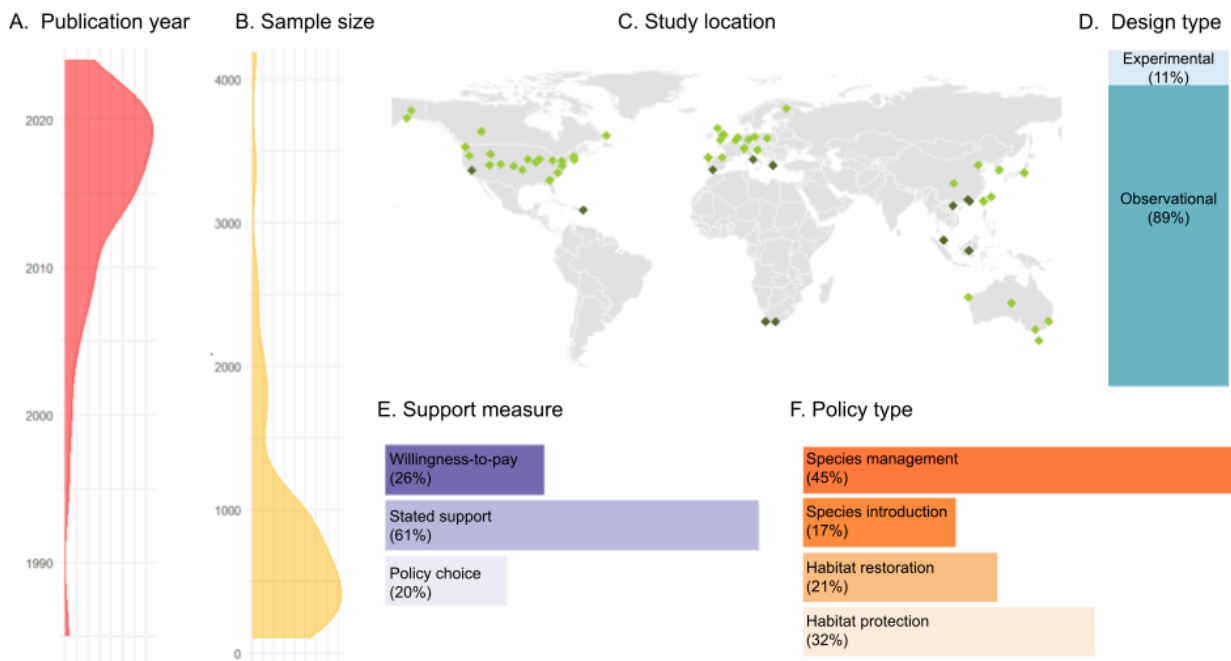 A. Publication year
B. Sample size
C. Study location
D. Design type
2020
2010
2000
1990
4000
3000
2000
1000
0
Experimental
(11%)
Observational
(89%)
E. Support measure
Willingness-to-pay
(26%)
Stated support
(61%)
Policy choice
(20%)
F. Policy type
Species management
(45%)
Species introduction
(17%)
Habitat restoration
(21%)
Habitat protection
(32%)